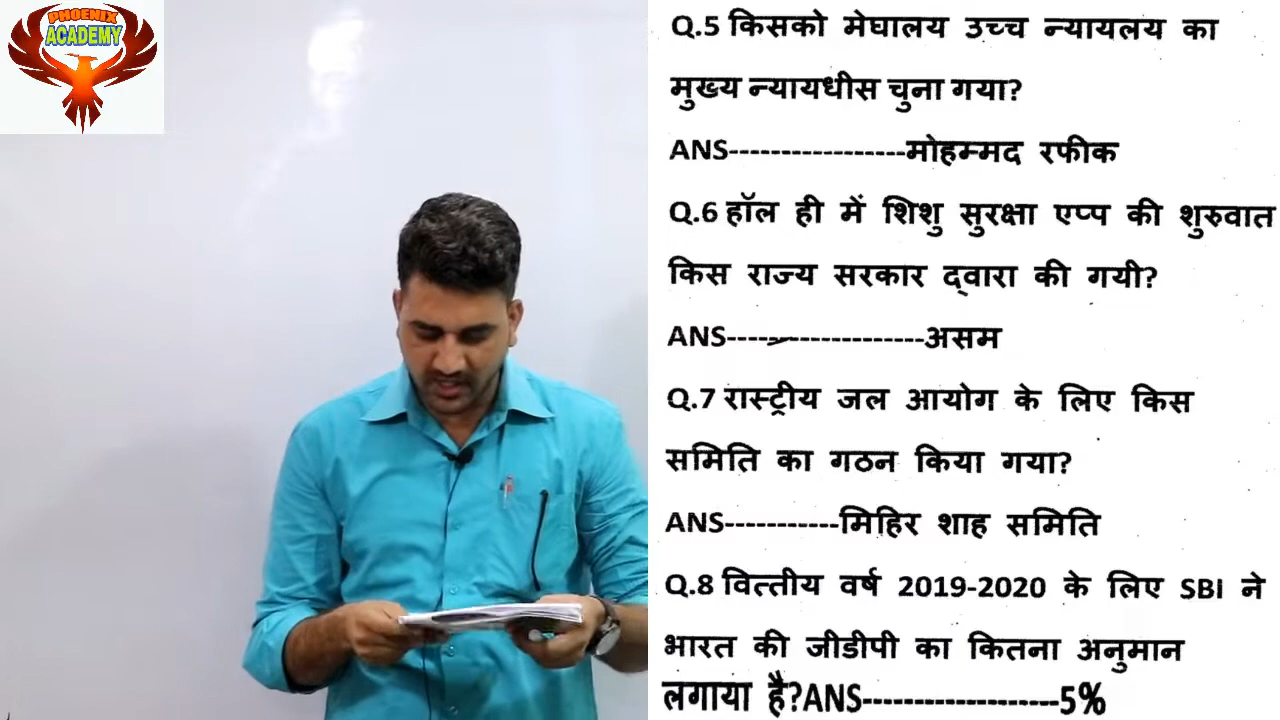 PHOENIX
ACADEMY
Q.5 किसको मेघालय उच्च न्यायलय का
मुख्य न्यायधीस चुना गया?
ANS-----------------मोहम्मद रफीक
Q.6 हॉल ही में शिशु सुरक्षा एप्प की शुरुवात
किस राज्य सरकार द्वारा की गयी?
ANS-------------------असम
Q.7 रास्ट्रीय जल आयोग के लिए किस
समिति का गठन किया गया?
ANS-----------मिहिर शाह समिति
Q.8 वित्तीय वर्ष 2019-2020 के लिए SBI ने
भारत की जीडीपी का कितना अनुमान
लगाया है?ANS-------------------5%